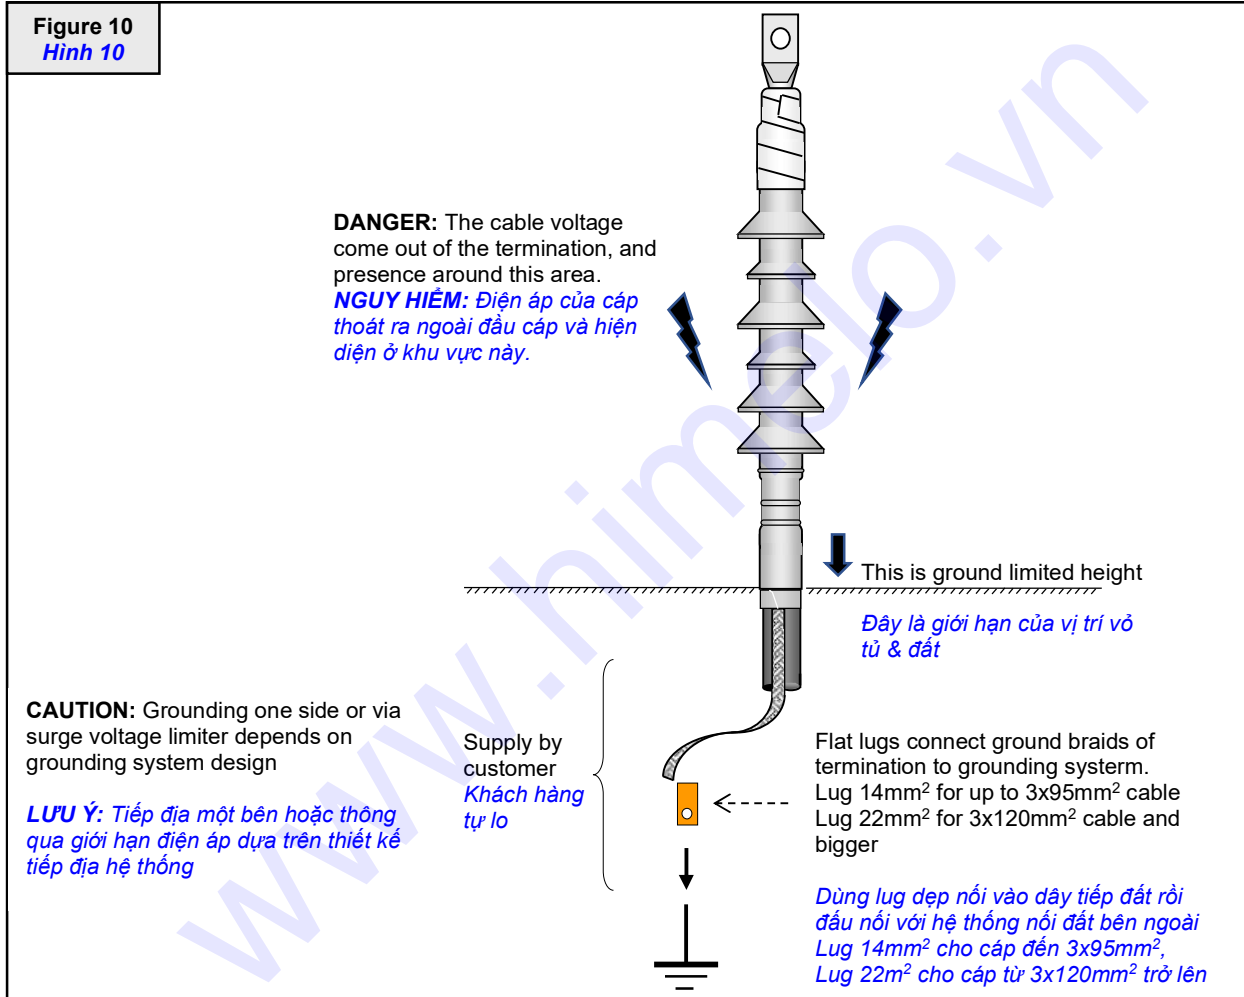 Figure 10
Hình 10
DANGER: The cable voltage
come out of the termination, and
presence around this area.
NGUY HIỂM: Điện áp của cáp
thoát ra ngoài đầu cáp và hiện
diện ở khu vực này.
This is ground limited height
Đây là giới hạn của vị trí vỏ
tủ & đất
CAUTION: Grounding one side or via
surge voltage limiter depends on
grounding system design
LƯU Ý: Tiếp địa một bên hoặc thông
qua giới hạn điện áp dựa trên thiết kế
tiếp địa hệ thống
Supply by
customer
Khách hàng
tự lo
Flat lugs connect ground braids of
termination to grounding systerm.
Lug 14mm² for up to 3x95mm² cable
Lug 22mm² for 3x120mm² cable and
bigger
Dùng lug dẹp nối vào dây tiếp đất rồi
đấu nối với hệ thống nối đất bên ngoài
Lug 14mm² cho cáp đến 3x95mm²,
Lug 22m² cho cáp từ 3x120mm² trở lên
www.himelo.vn